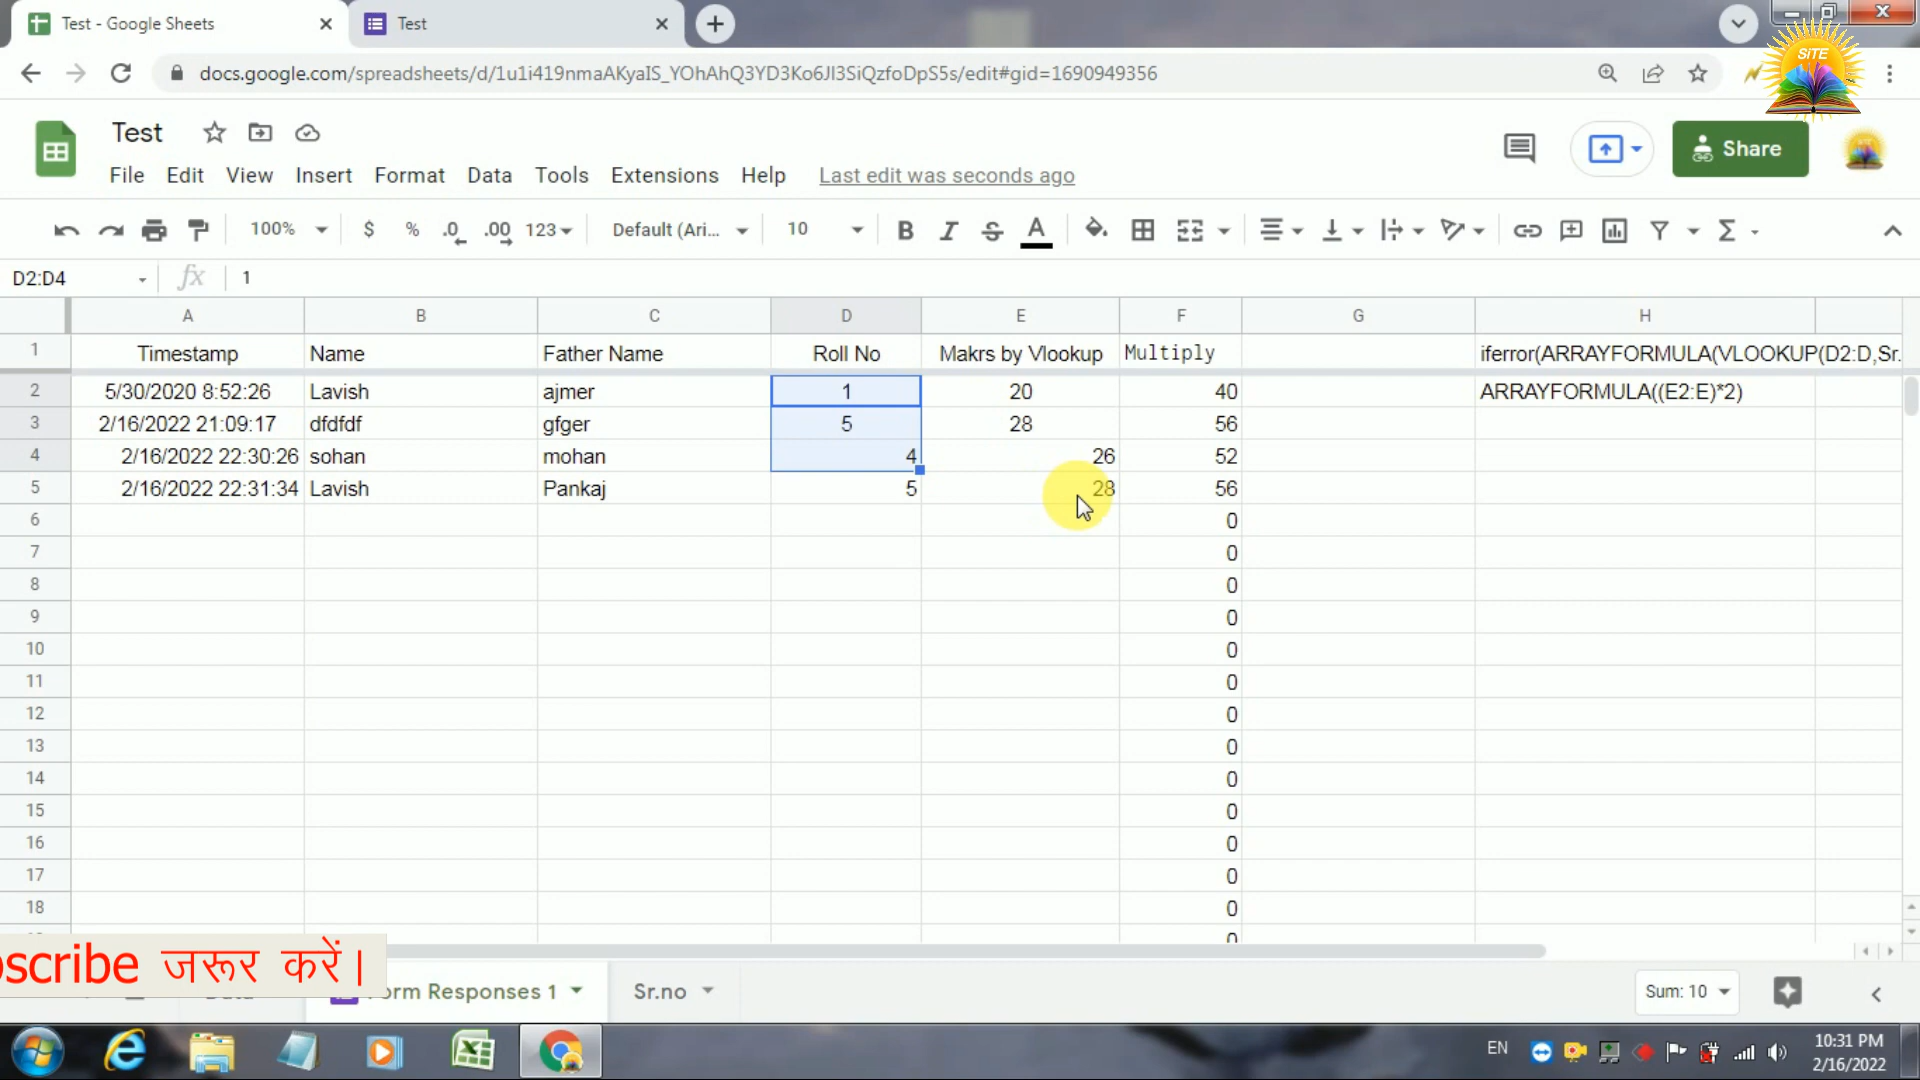 Test - Google Sheets
Test
docs.google.com/spreadsheets/d/1u1i419nmaAKyaIS_YOhAhQ3YD3Ko6JI3SiQzfoDpS5s/edit#gid=1690949356
SiTE
Test
Share
File Edit View Insert Format Data Tools Extensions Help Last edit was seconds ago
100% $ % .0 .00 123 Default (Ari... 10 B I S A
D2:D4 fx 1
A B C D E F G H
1 Timestamp Name Father Name Roll No Makrs by Vlookup Multiply iferror(ARRAYFORMULA(VLOOKUP(D2:D,Sr.
2 5/30/2020 8:52:26 Lavish ajmer 1 20 40 ARRAYFORMULA((E2:E)*2)
3 2/16/2022 21:09:17 dfdfdf gfger 5 28 56
4 2/16/2022 22:30:26 sohan mohan 4 26 52
5 2/16/2022 22:31:34 Lavish Pankaj 5 28 56
6 0
7 0
8 0
9 0
10 0
11 0
12 0
13 0
14 0
15 0
16 0
17 0
18 0
0
scribe जरूर करें।
Form Responses 1 Sr.no Sum: 10
EN 10:31 PM
2/16/2022